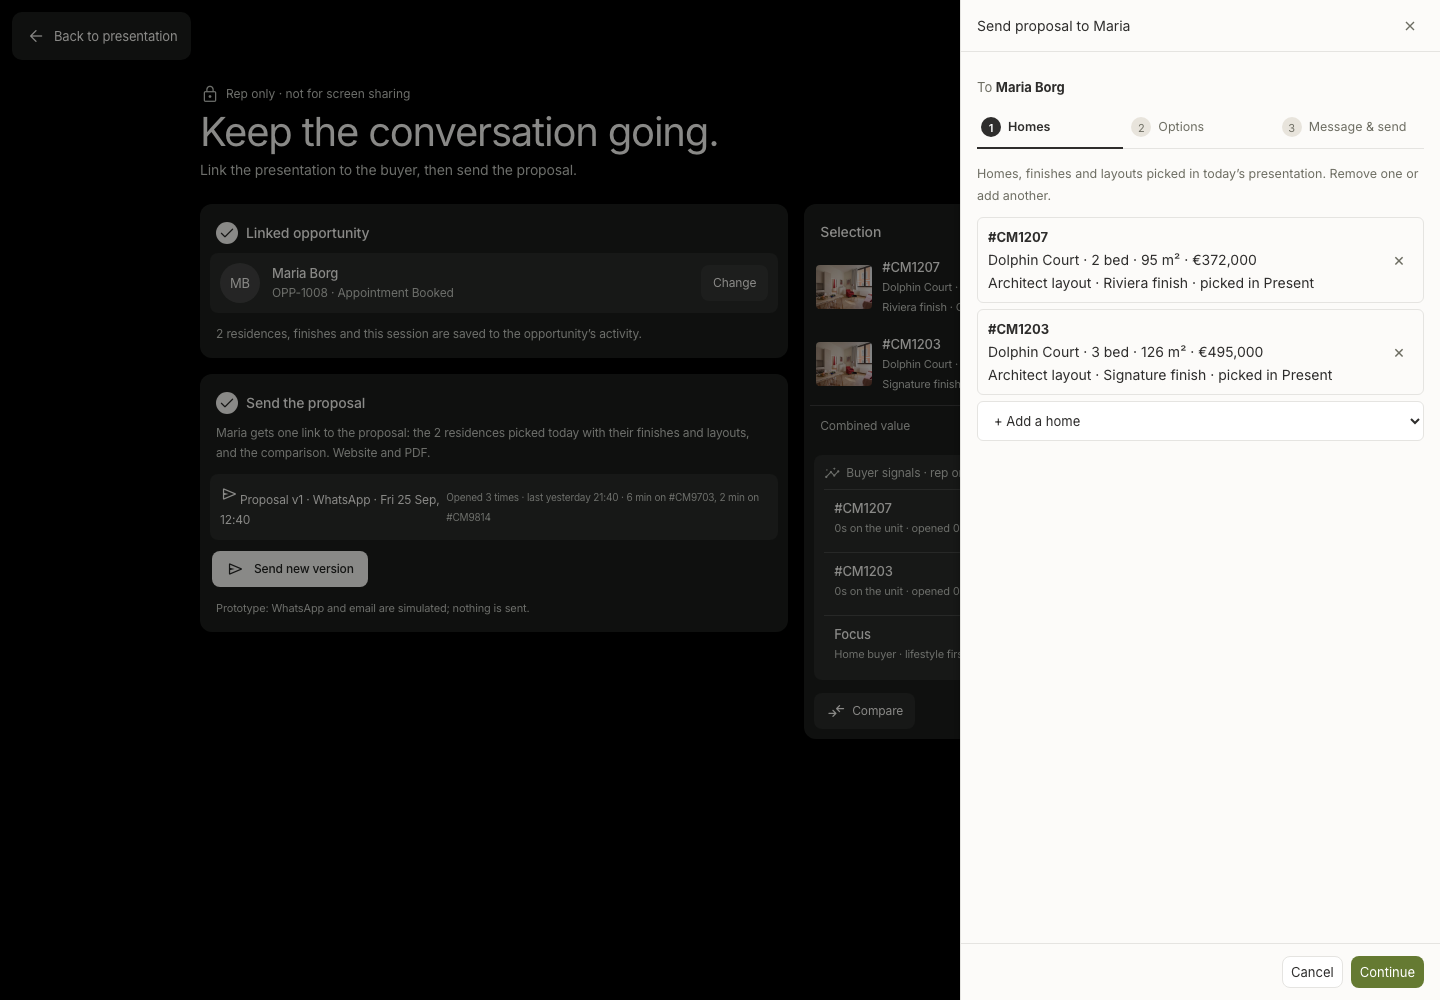 Back to presentation
Rep only · not for screen sharing
Keep the conversation going.
Link the presentation to the buyer, then send the proposal.
Linked opportunity
MB
Maria Borg
OPP-1008 · Appointment Booked
Change
2 residences, finishes and this session are saved to the opportunity’s activity.
Send the proposal
Maria gets one link to the proposal: the 2 residences picked today with their finishes and layouts,
and the comparison. Website and PDF.
Proposal v1 · WhatsApp · Fri 25 Sep,
12:40
Opened 3 times · last yesterday 21:40 · 6 min on #CM9703, 2 min on
#CM9814
Send new version
Prototype: WhatsApp and email are simulated; nothing is sent.
Selection
#CM1207
Dolphin Court ·
Riviera finish ·
#CM1203
Dolphin Court ·
Signature finish
Combined value
Buyer signals · rep
#CM1207
0s on the unit · opened 0
#CM1203
0s on the unit · opened 0
Focus
Home buyer · lifestyle
Compare
Send proposal to Maria
×
To Maria Borg
1 Homes
2 Options
3 Message & send
Homes, finishes and layouts picked in today’s presentation. Remove one or
add another.
#CM1207
Dolphin Court · 2 bed · 95 m² · €372,000
Architect layout · Riviera finish · picked in Present
×
#CM1203
Dolphin Court · 3 bed · 126 m² · €495,000
Architect layout · Signature finish · picked in Present
×
+ Add a home
Cancel
Continue